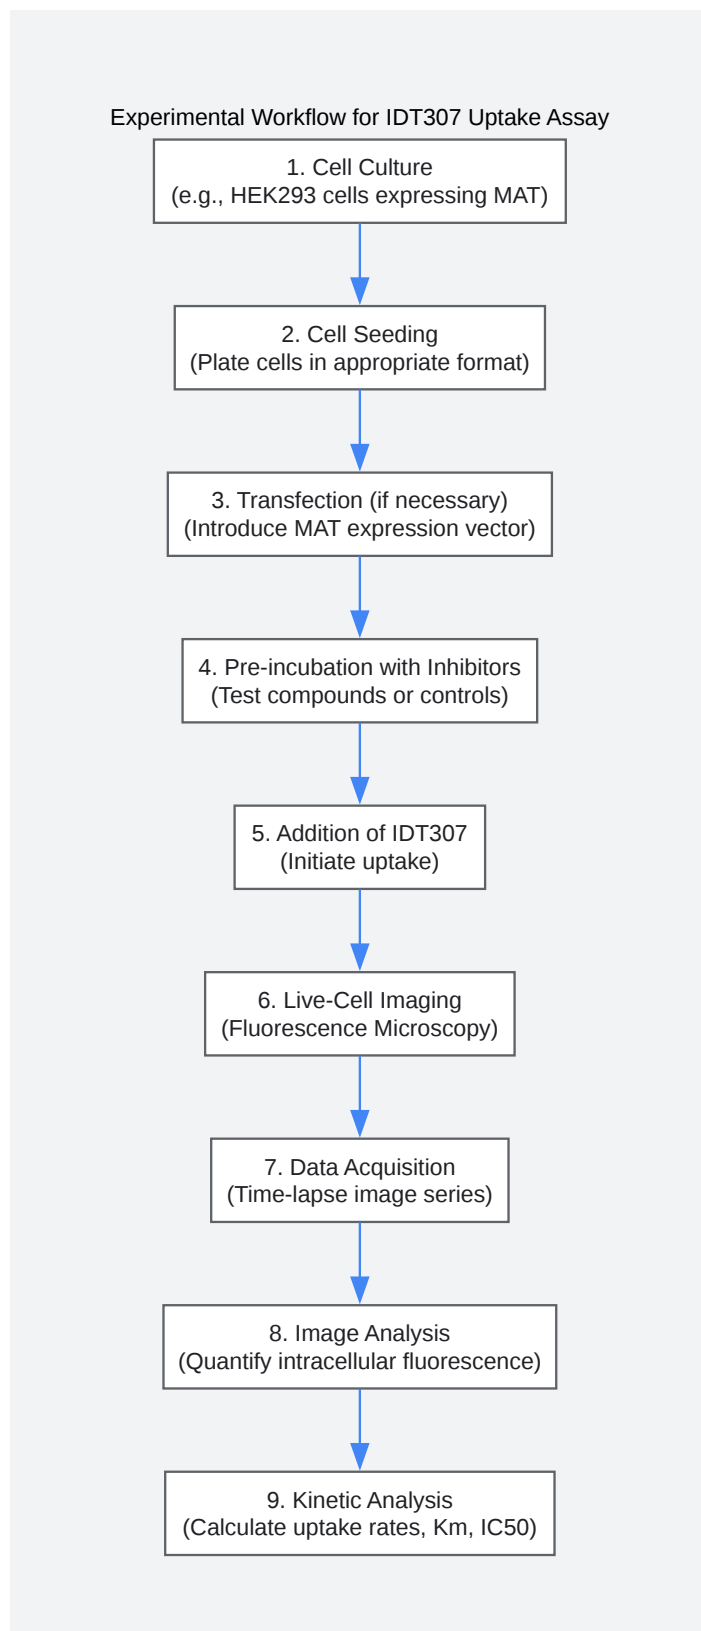 Experimental Workflow for IDT307 Uptake Assay
1. Cell Culture
(e.g., HEK293 cells expressing MAT)
2. Cell Seeding
(Plate cells in appropriate format)
3. Transfection (if necessary)
(Introduce MAT expression vector)
4. Pre-incubation with Inhibitors
(Test compounds or controls)
5. Addition of IDT307
(Initiate uptake)
6. Live-Cell Imaging
(Fluorescence Microscopy)
7. Data Acquisition
(Time-lapse image series)
8. Image Analysis
(Quantify intracellular fluorescence)
9. Kinetic Analysis
(Calculate uptake rates, Km, IC50)